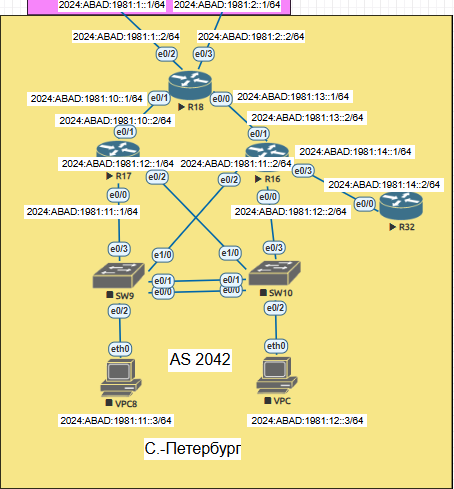 2024:ABAD:1981:1::1/64 2024:ABAD:1981:2::1/64
2024:ABAD:1981:1::2/64 2024:ABAD:1981:2::2/64
e0/2 e0/3
R18
2024:ABAD:1981:10::1/64 e0/1 e0/0 2024:ABAD:1981:13::1/64
2024:ABAD:1981:10::2/64 2024:ABAD:1981:13::2/64
e0/1 e0/1
2024:ABAD:1981:14::1/64
2024:ABAD:1981:12::1/64 2024:ABAD:1981:11::2/64
R17 e0/2 e0/2 R16 e0/3
2024:ABAD:1981:14::2/64
e0/0 e0/0 e0/0
2024:ABAD:1981:11::1/64 2024:ABAD:1981:12::2/64
R32
e0/3 e1/0 e1/0 e0/3
e0/1 e0/1
e0/0 e0/0
SW9 SW10
e0/2 e0/2
eth0 eth0
AS 2042
VPC8 VPC
2024:ABAD:1981:11::3/64 2024:ABAD:1981:12::3/64
С.-Петербург